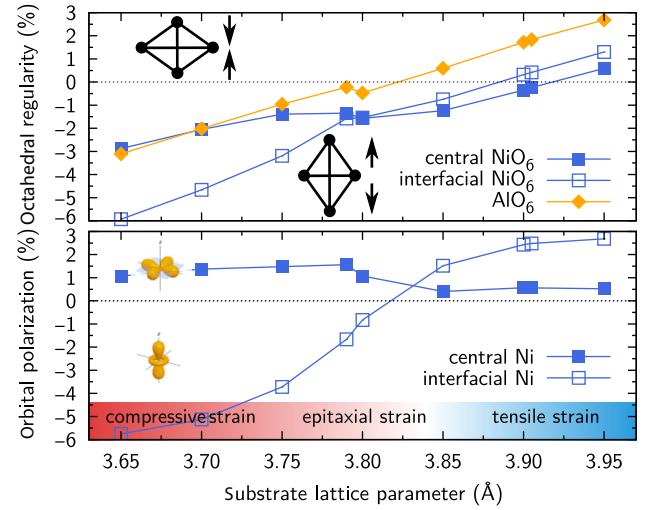 Octahedral regularity (%)
3
2
1
0
-1
-2
-3
-4
-5
-6
central NiO₆
interfacial NiO₆
AlO₆
Orbital polarization (%)
3
2
1
0
-1
-2
-3
-4
-5
-6
central Ni
interfacial Ni
compressive strain epitaxial strain tensile strain
3.65 3.70 3.75 3.80 3.85 3.90 3.95
Substrate lattice parameter (Å)